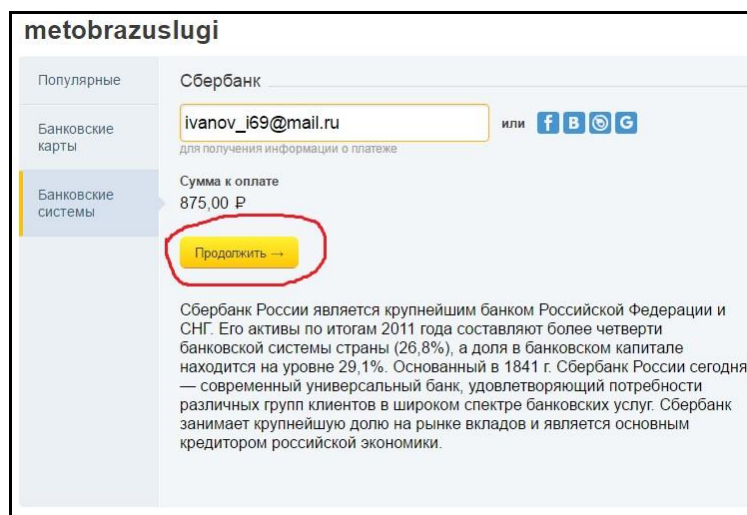 metobrazuslugi
Популярные
Банковские
карты
Банковские
системы
Сбербанк
ivanov_i69@mail.ru
или
для получения информации о платеже
Сумма к оплате
875,00 ₽
Продолжить →
Сбербанк России является крупнейшим банком Российской Федерации и
СНГ. Его активы по итогам 2011 года составляют более четверти
банковской системы страны (26,8%), а доля в банковском капитале
находится на уровне 29,1%. Основанный в 1841 г. Сбербанк России сегодня
— современный универсальный банк, удовлетворяющий потребности
различных групп клиентов в широком спектре банковских услуг. Сбербанк
занимает крупнейшую долю на рынке вкладов и является основным
кредитором российской экономики.